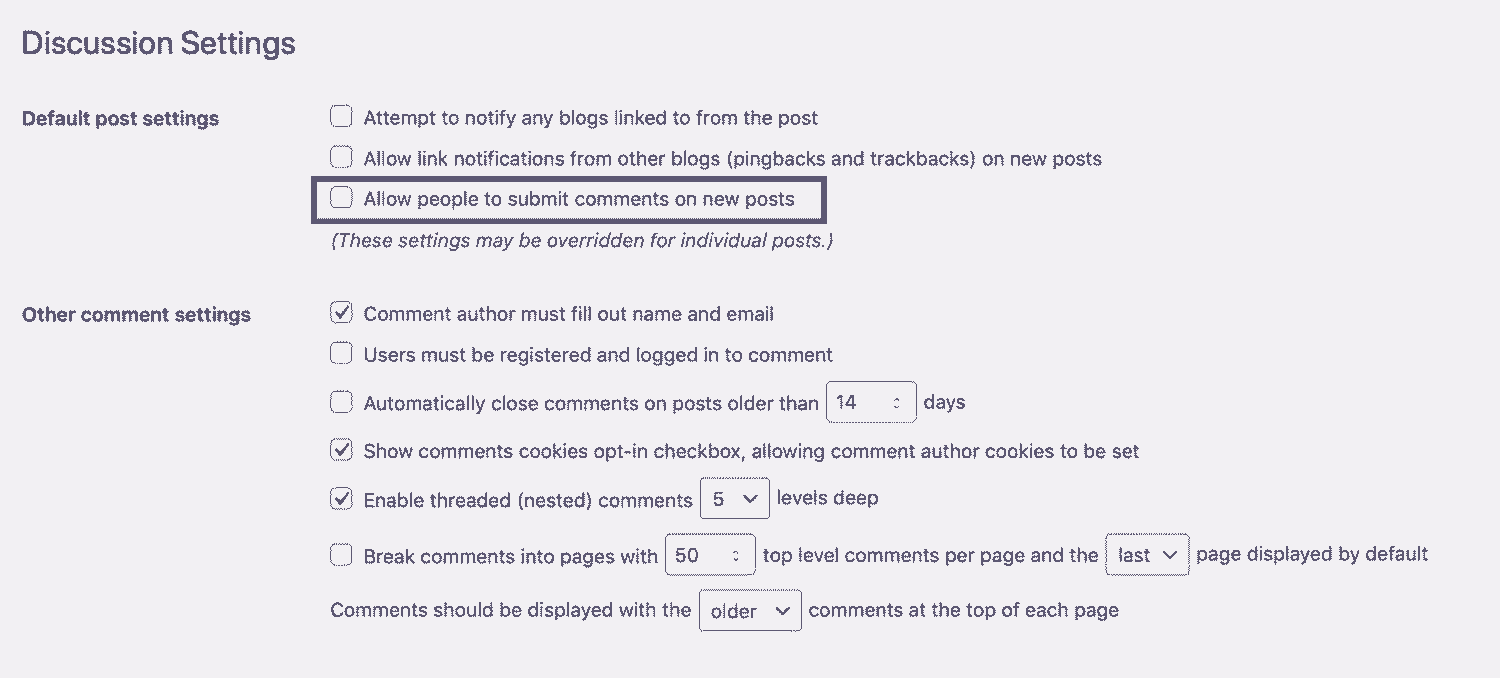 Discussion Settings
Default post settings
Attempt to notify any blogs linked to from the post
Allow link notifications from other blogs (pingbacks and trackbacks) on new posts
Allow people to submit comments on new posts
(These settings may be overridden for individual posts.)
Other comment settings
Comment author must fill out name and email
Users must be registered and logged in to comment
Automatically close comments on posts older than 14 days
Show comments cookies opt-in checkbox, allowing comment author cookies to be set
Enable threaded (nested) comments 5 levels deep
Break comments into pages with 50 top level comments per page and the last page displayed by default
Comments should be displayed with the older comments at the top of each page